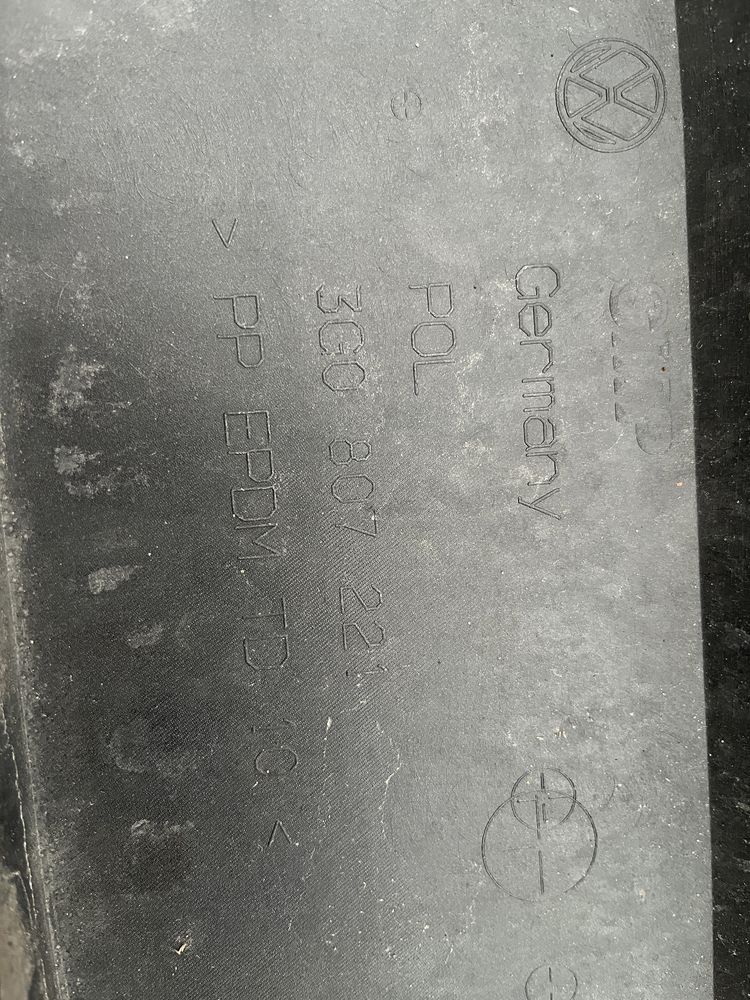 Germany
POL
3G0 807 221
> PP EPDM TD 10 <